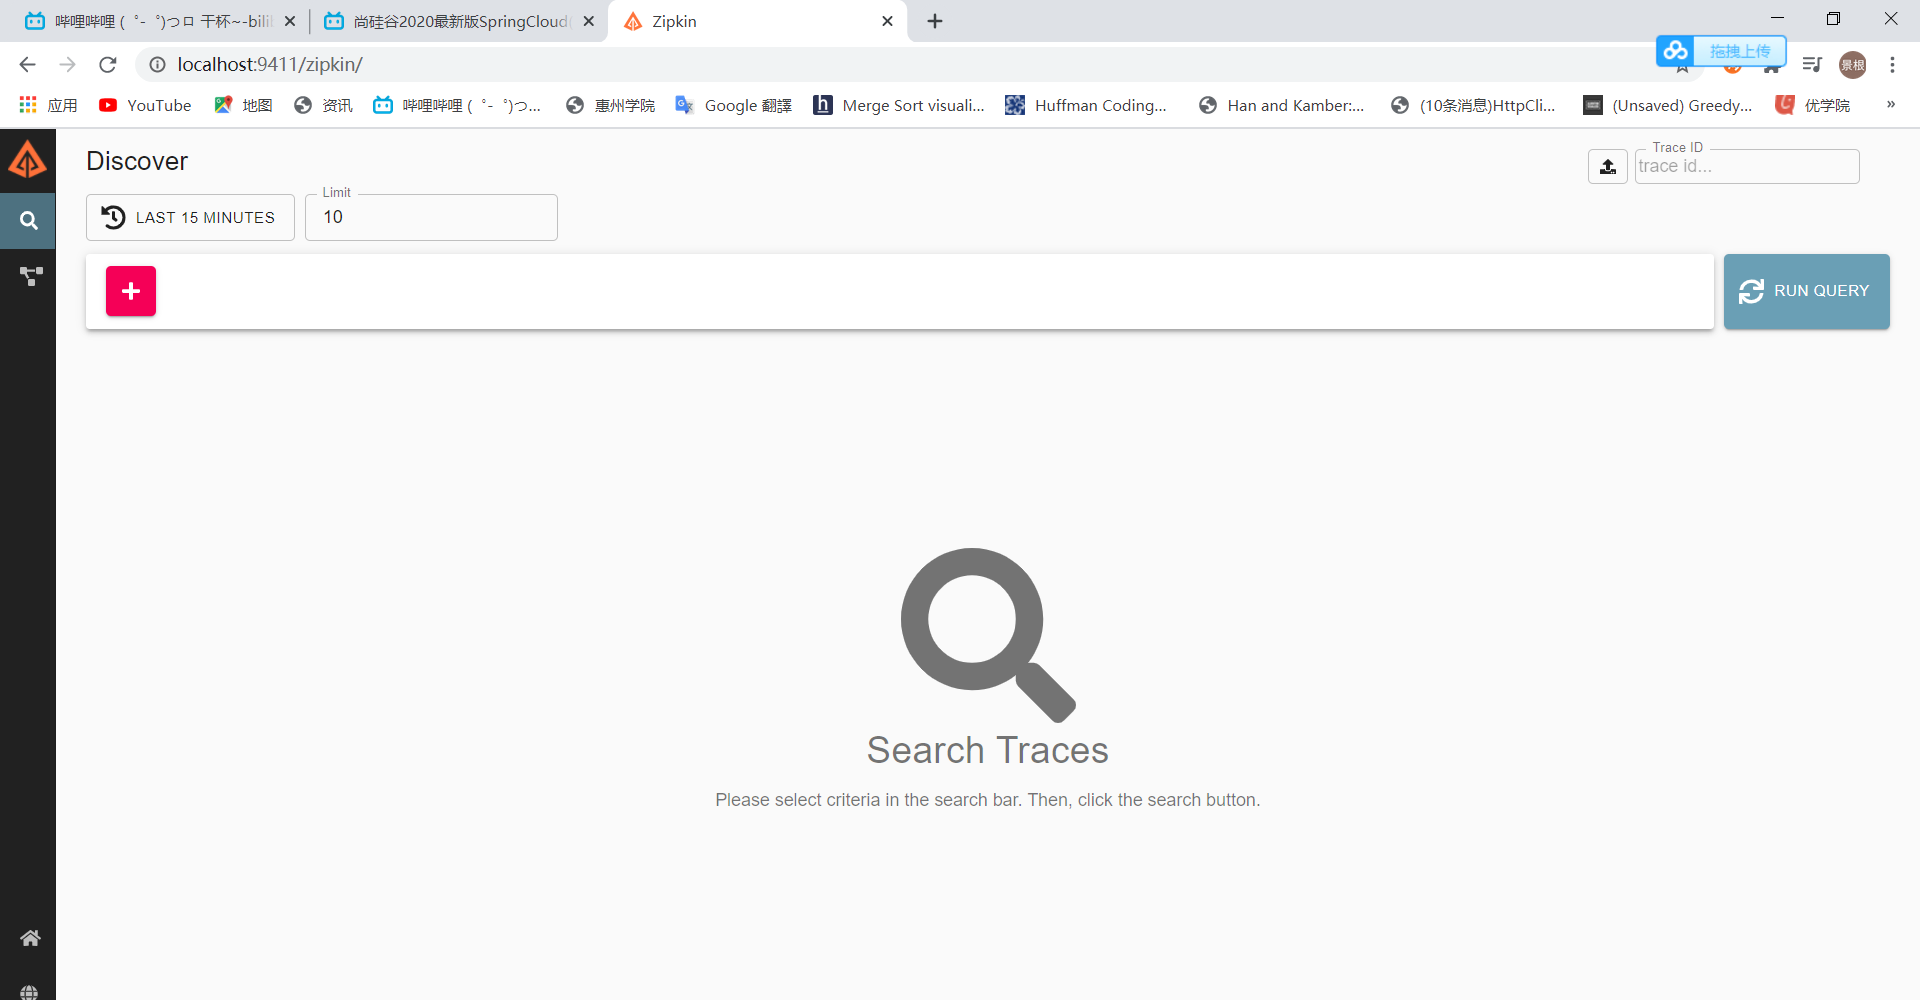 哔哩哔哩 (゜-゜)つロ 干杯~-bili
尚硅谷2020最新版SpringCloud
Zipkin
localhost:9411/zipkin/
拖拽上传
景根
应用
YouTube
地图
资讯
哔哩哔哩 (゜-゜)つ...
惠州学院
Google 翻譯
Merge Sort visuali...
Huffman Coding...
Han and Kamber:...
(10条消息)HttpCli...
(Unsaved) Greedy...
优学院
»
Discover
Trace ID
trace id...
LAST 15 MINUTES
Limit
10
RUN QUERY
Search Traces
Please select criteria in the search bar. Then, click the search button.